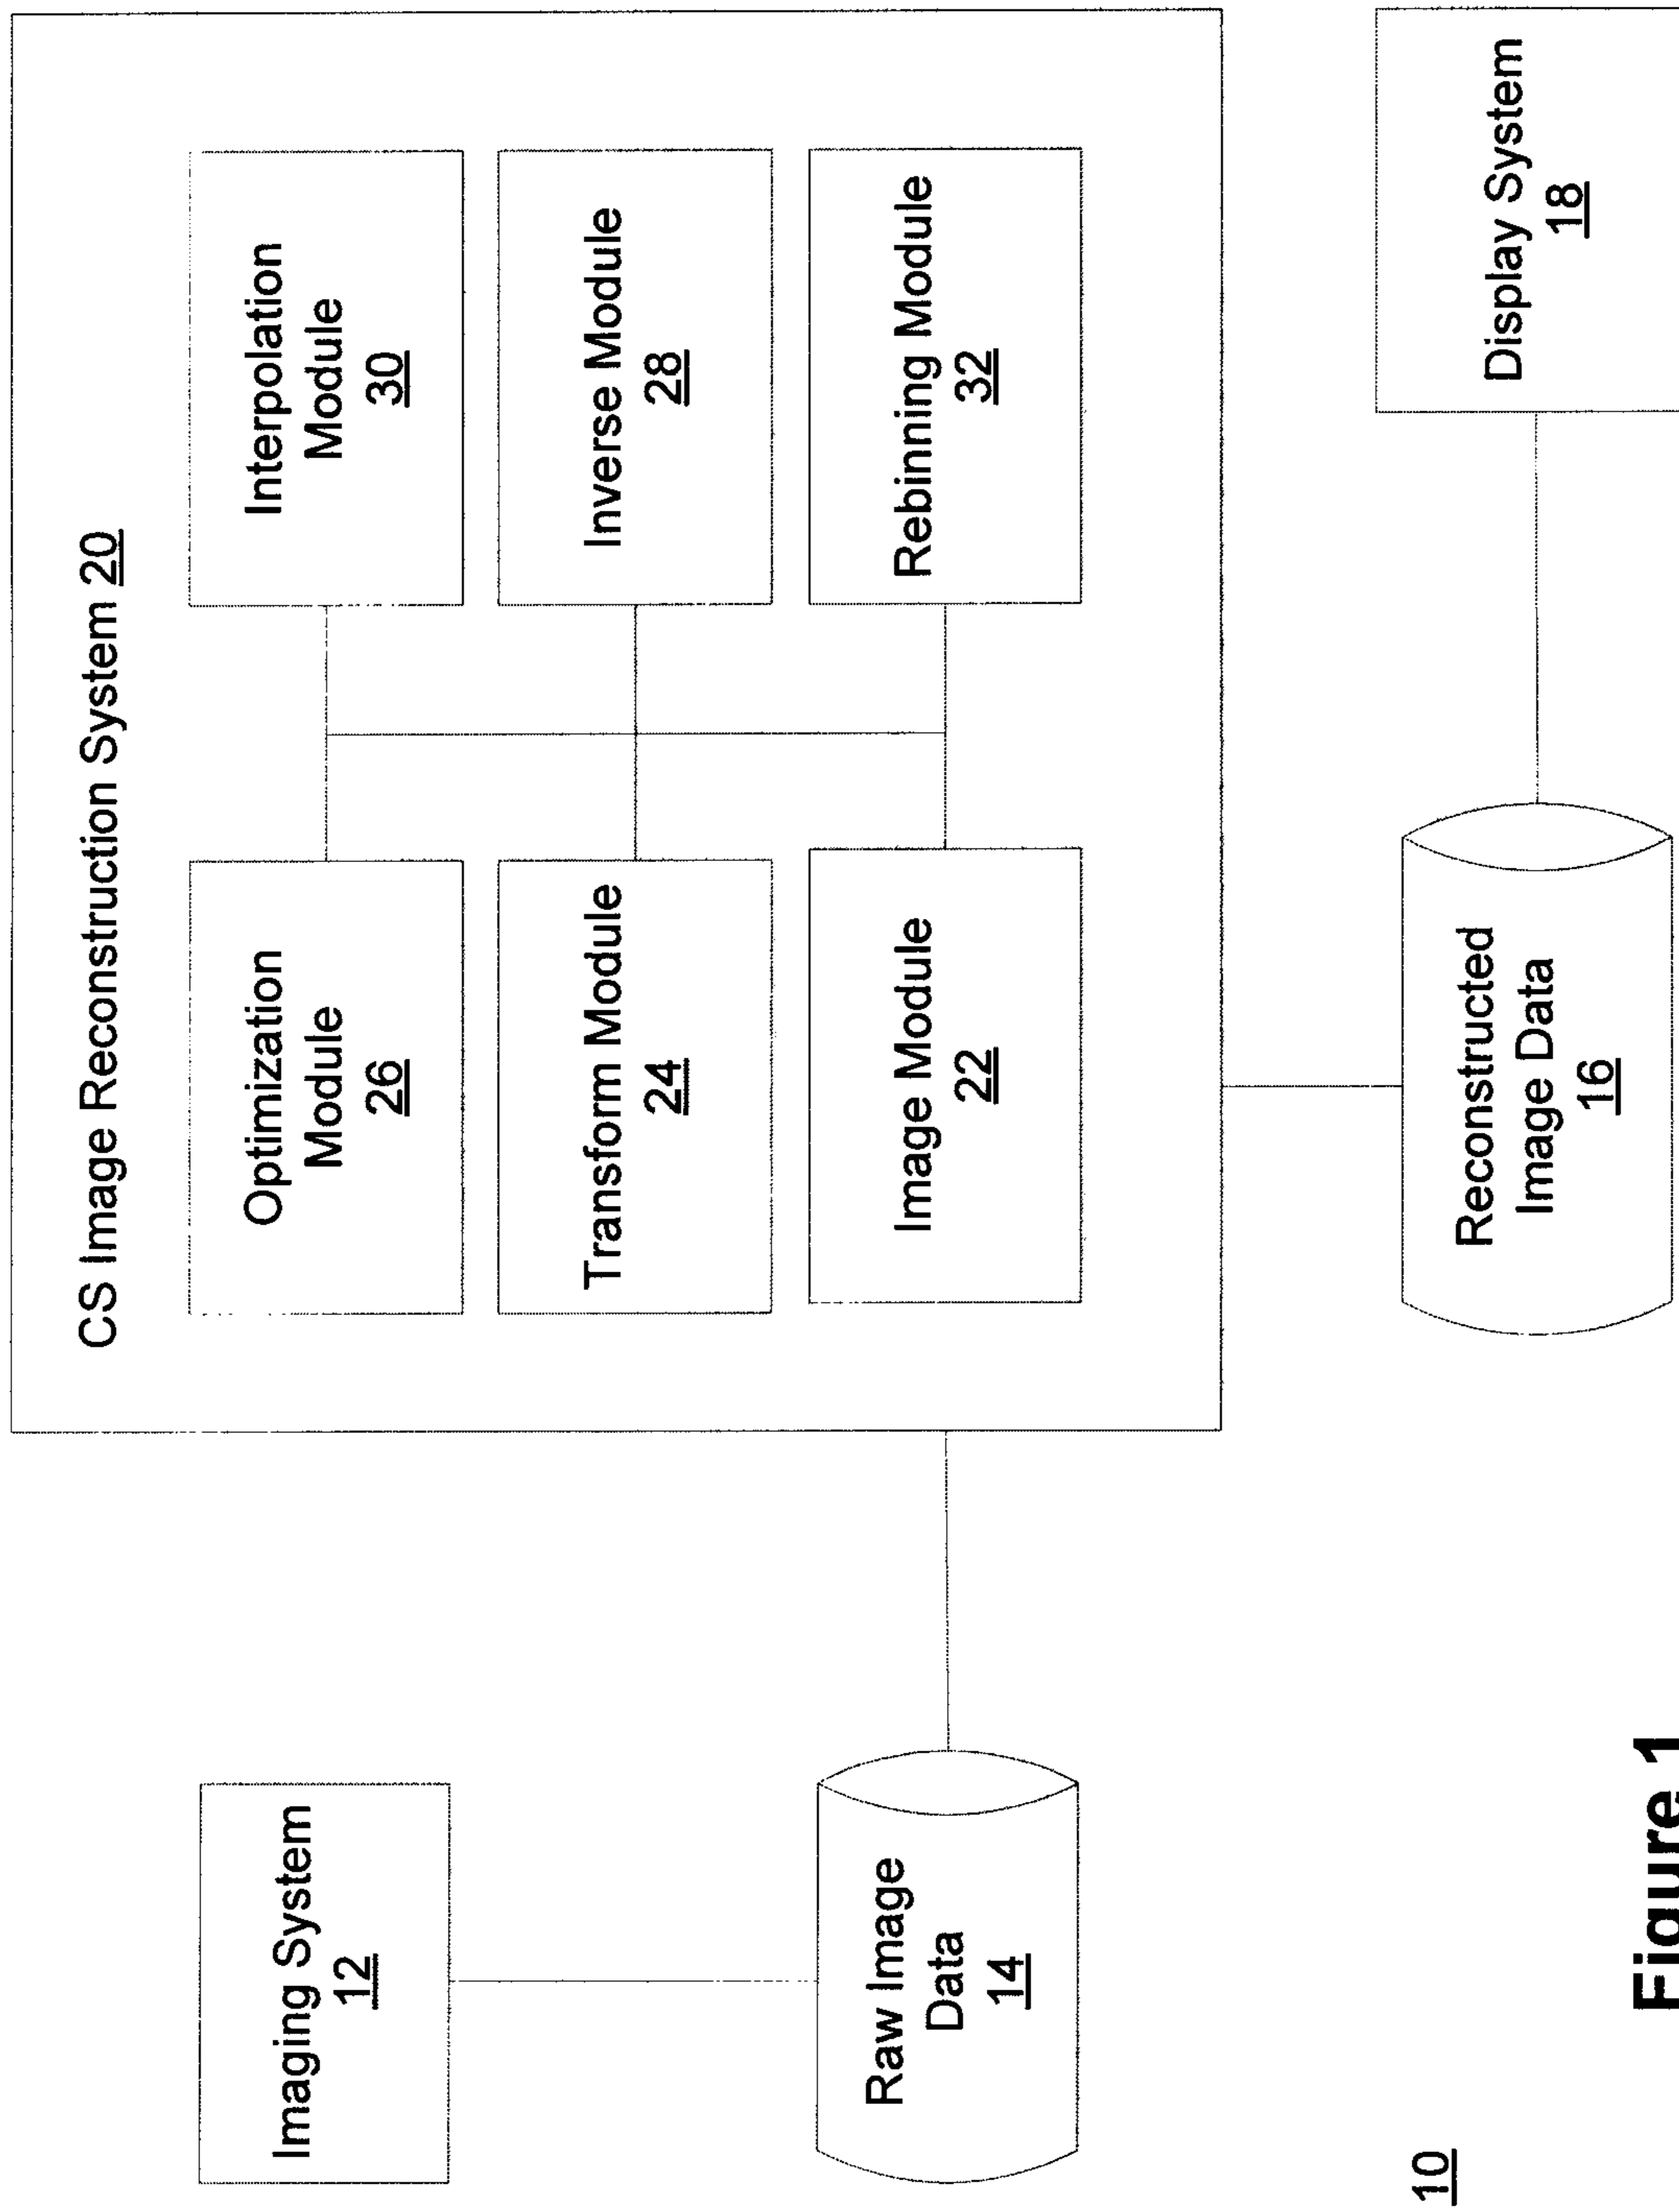 CS Image Reconstruction System 20
Imaging System
12
Optimization
Module
26
Interpolation
Module
30
Transform Module
24
Inverse Module
28
Raw Image
Data
14
Image Module
22
Rebinning Module
32
Reconstructed
Image Data
16
Display System
18
10
Figure 1